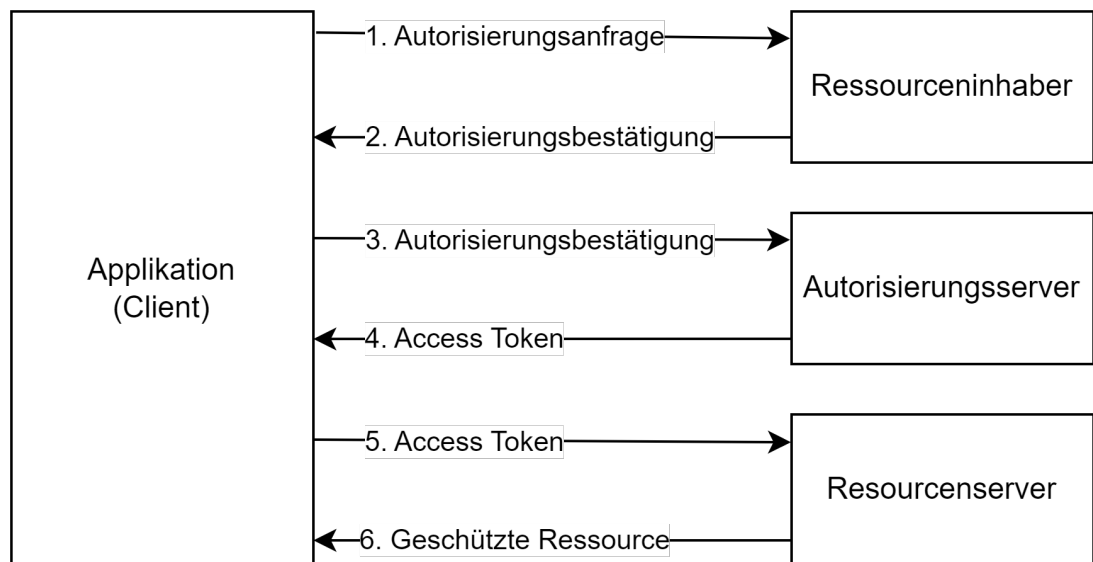 1. Autorisierungsanfrage
Ressourceninhaber
2. Autorisierungsbestätigung
3. Autorisierungsbestätigung
Applikation
(Client)
Autorisierungsserver
4. Access Token
5. Access Token
Resourcenserver
6. Geschützte Ressource